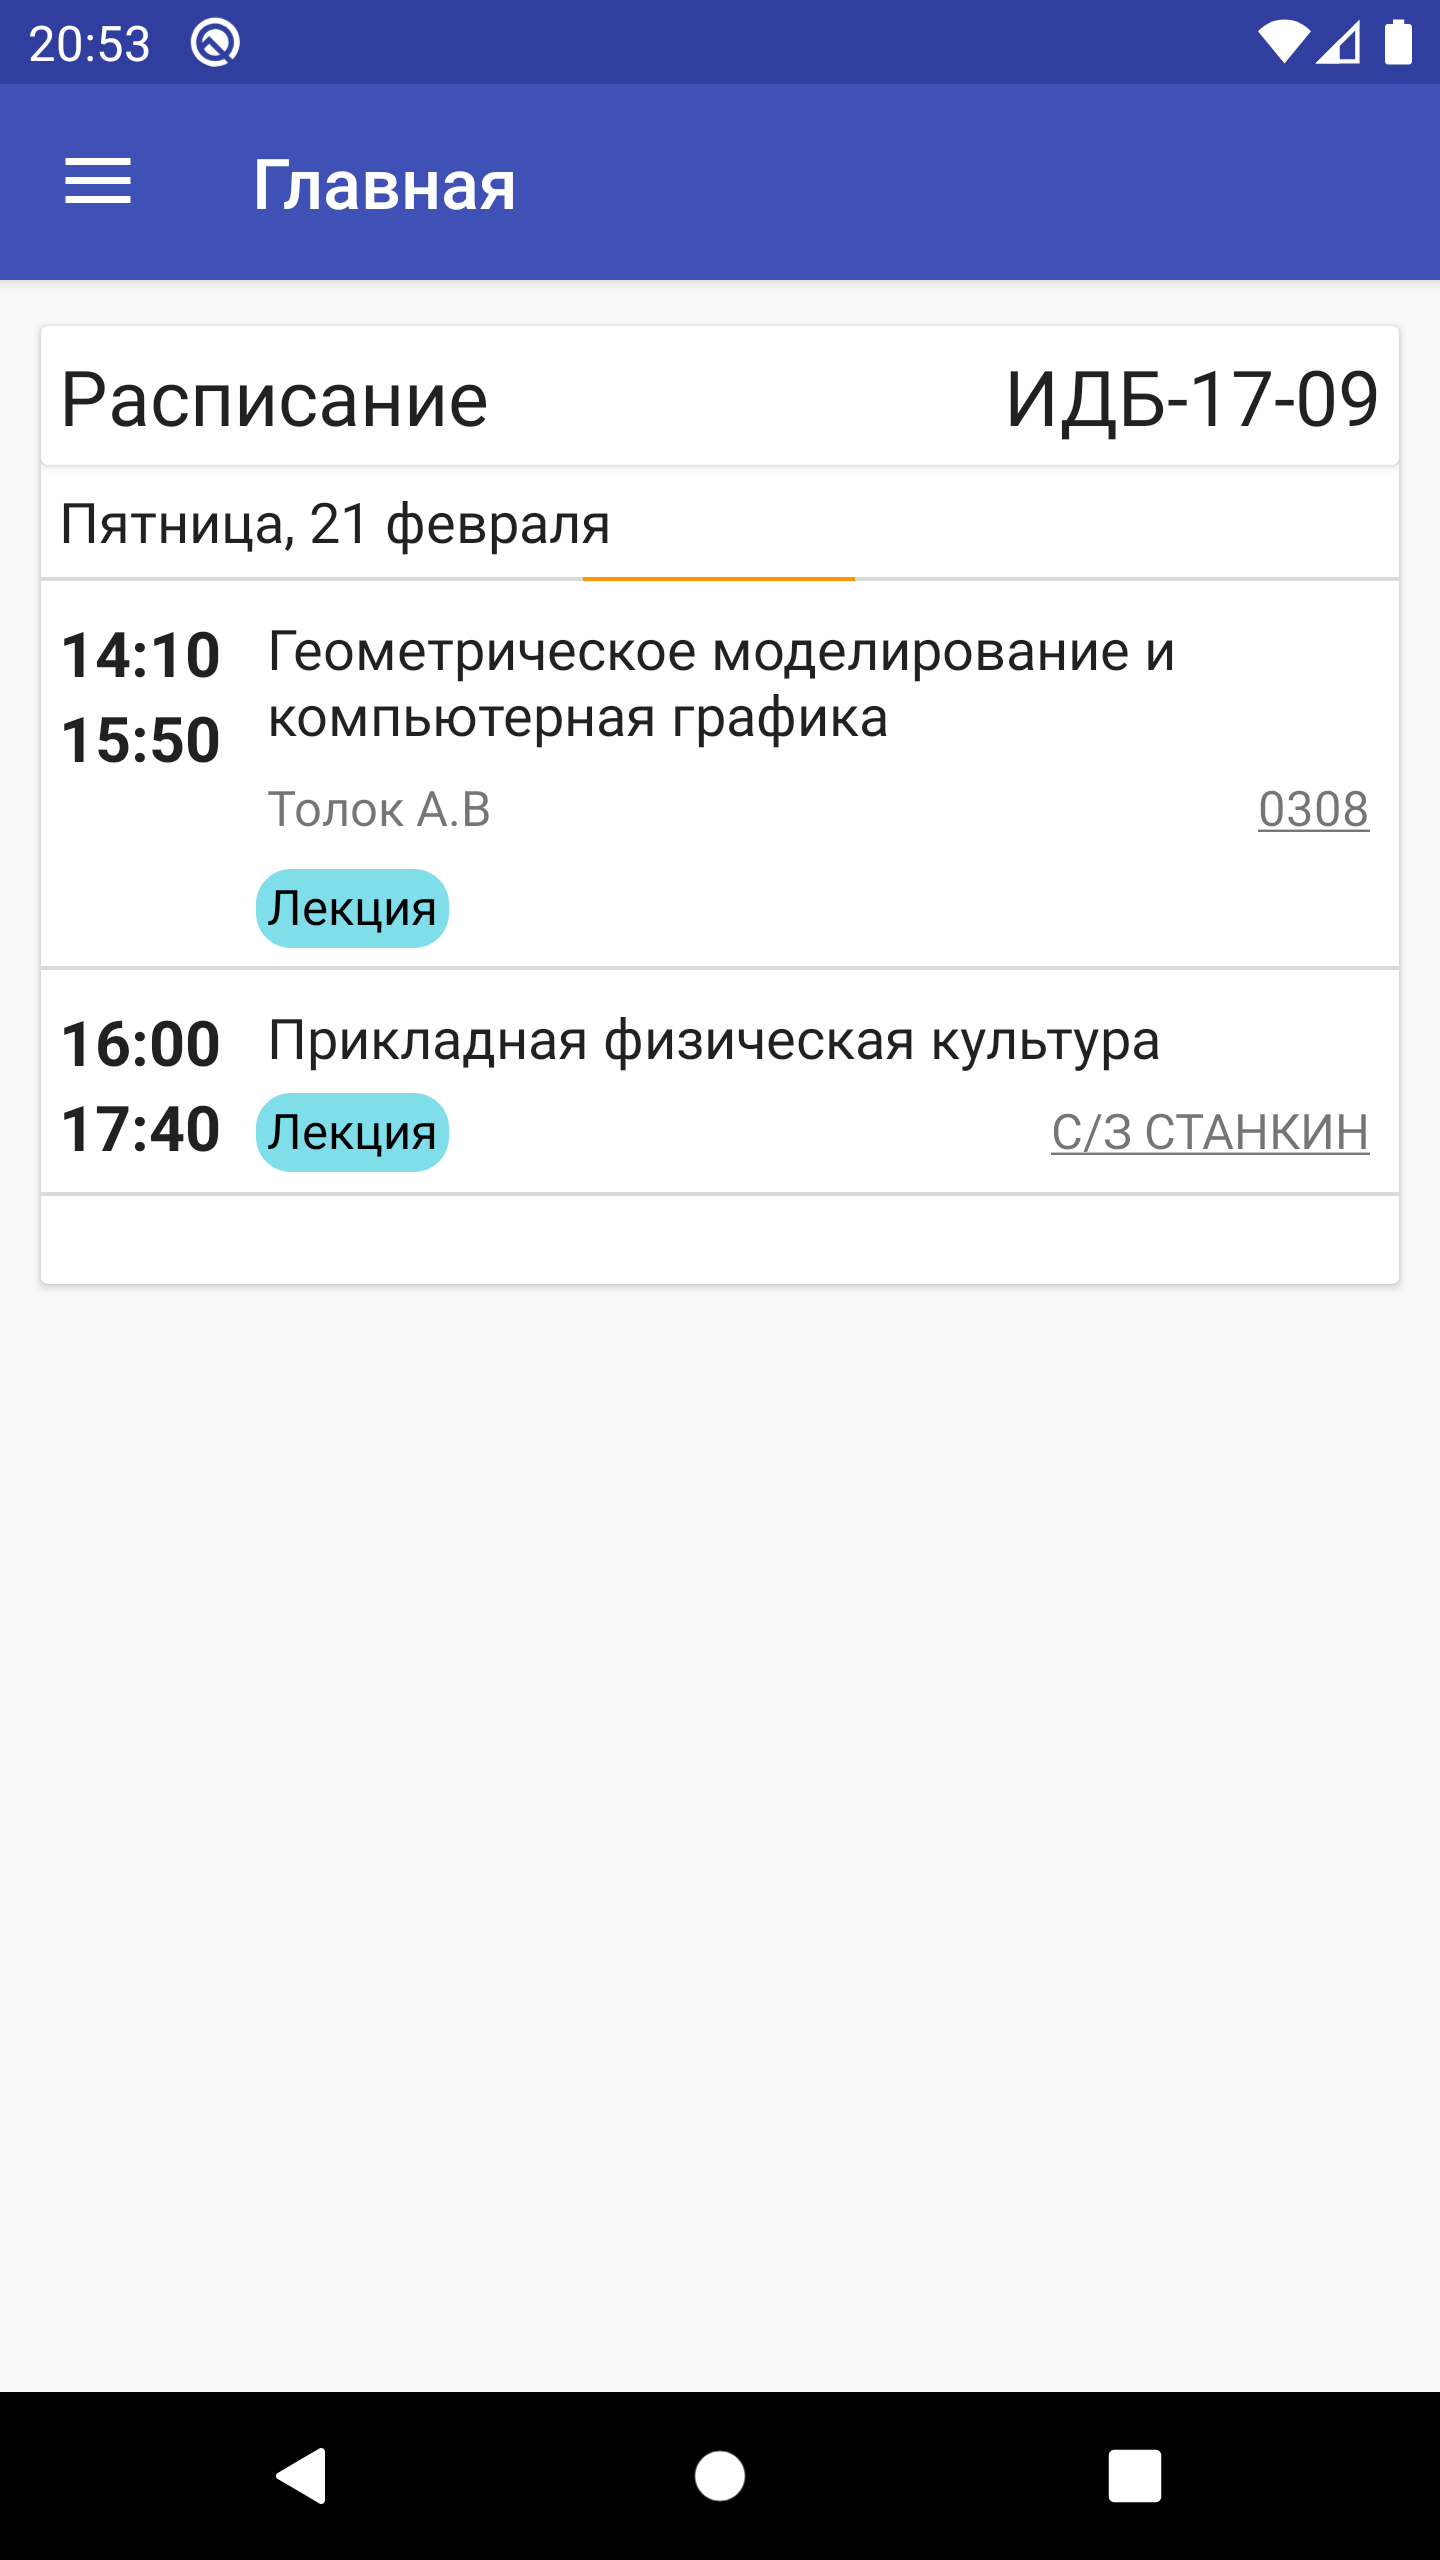 20:53
Главная
Расписание ИДБ-17-09
Пятница, 21 февраля
14:10 Геометрическое моделирование и
15:50 компьютерная графика
Толок А.В 0308
Лекция
16:00 Прикладная физическая культура
17:40 Лекция С/З СТАНКИН